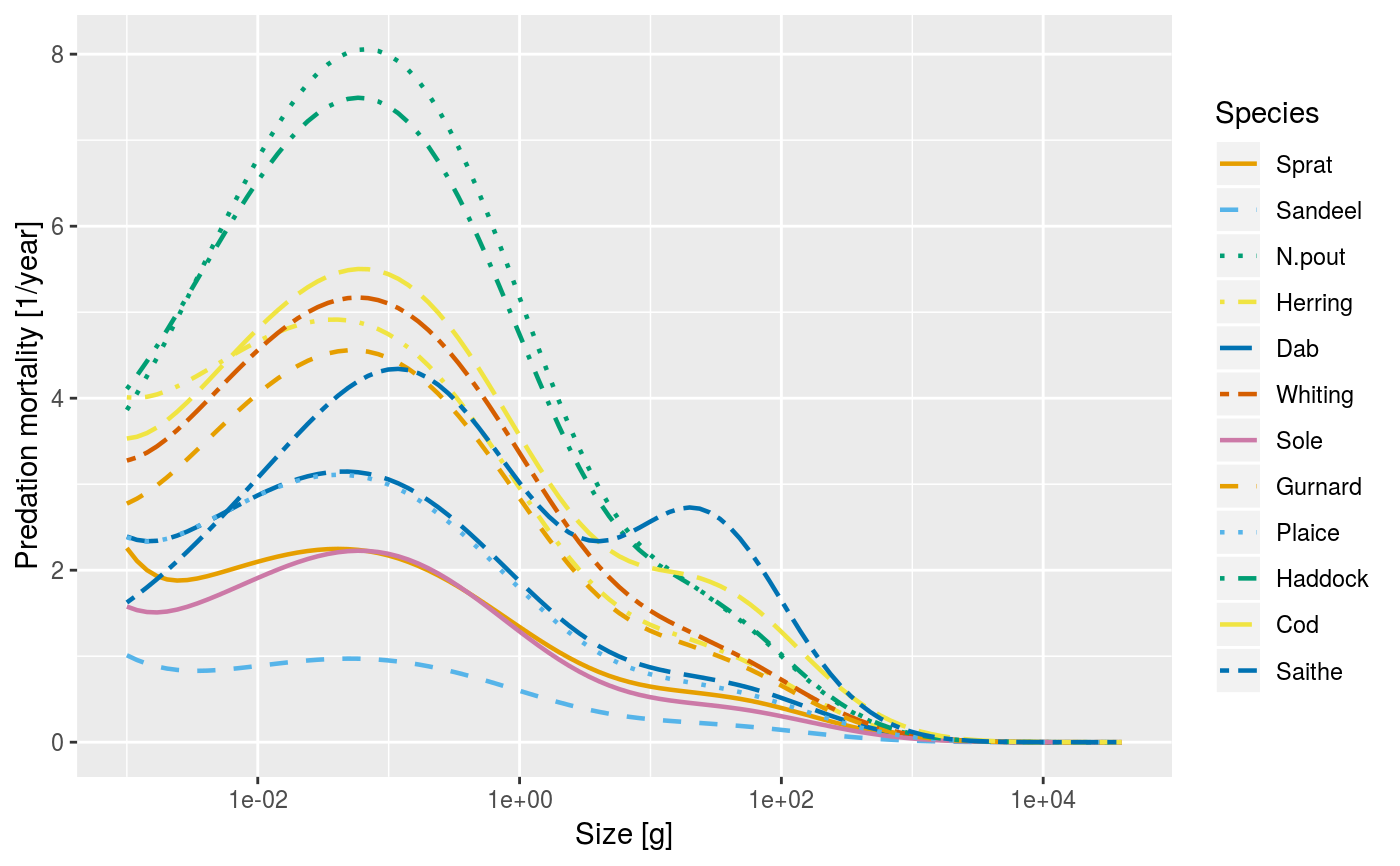 8
6
4
2
0
Predation mortality [1/year]
1e-02
1e+00
1e+02
1e+04
Size [g]
Species
Sprat
Sandeel
N.pout
Herring
Dab
Whiting
Sole
Gurnard
Plaice
Haddock
Cod
Saithe